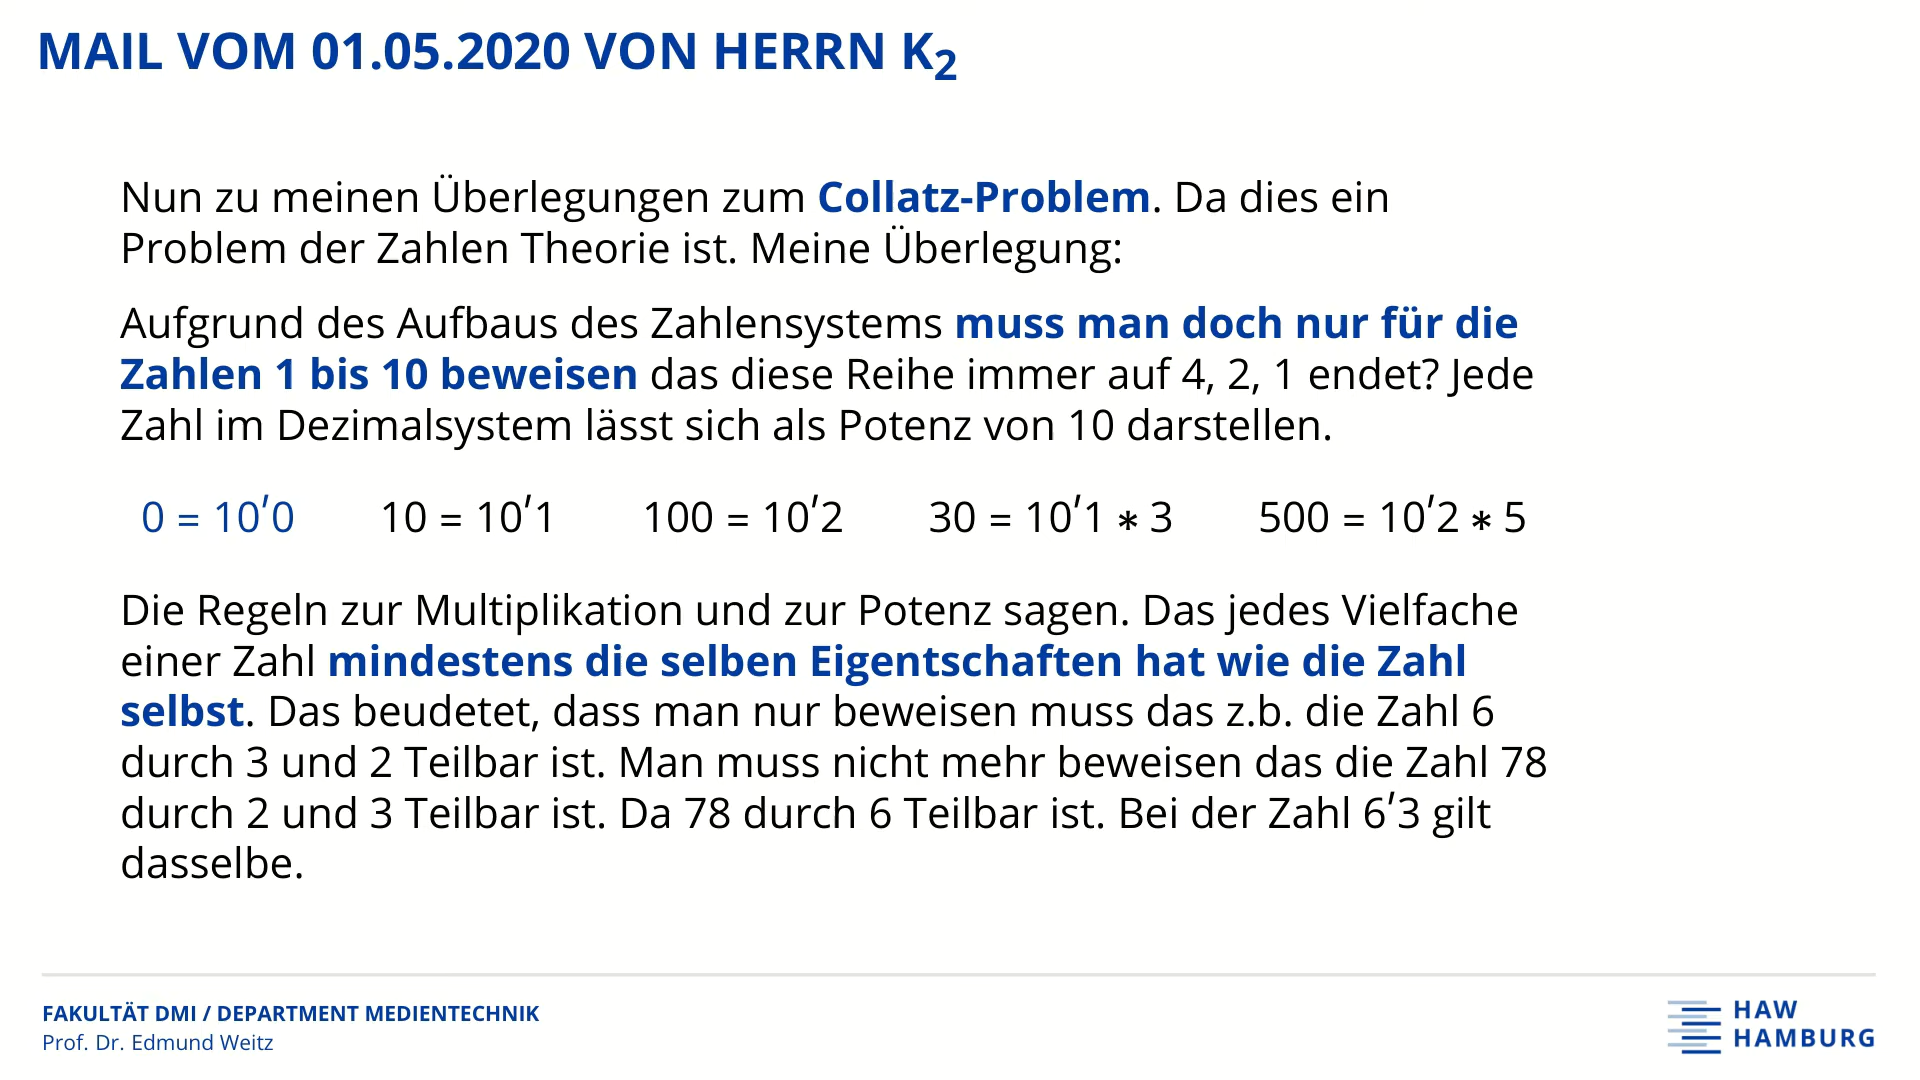 MAIL VOM 01.05.2020 VON HERRN K₂
Nun zu meinen Überlegungen zum Collatz-Problem. Da dies ein
Problem der Zahlen Theorie ist. Meine Überlegung:
Aufgrund des Aufbaus des Zahlensystems muss man doch nur für die
Zahlen 1 bis 10 beweisen das diese Reihe immer auf 4, 2, 1 endet? Jede
Zahl im Dezimalsystem lässt sich als Potenz von 10 darstellen.
0 = 10′0 10 = 10′1 100 = 10′2 30 = 10′1 ∗ 3 500 = 10′2 ∗ 5
Die Regeln zur Multiplikation und zur Potenz sagen. Das jedes Vielfache
einer Zahl mindestens die selben Eigentschaften hat wie die Zahl
selbst. Das beudetet, dass man nur beweisen muss das z.b. die Zahl 6
durch 3 und 2 Teilbar ist. Man muss nicht mehr beweisen das die Zahl 78
durch 2 und 3 Teilbar ist. Da 78 durch 6 Teilbar ist. Bei der Zahl 6′3 gilt
dasselbe.
FAKULTÄT DMI / DEPARTMENT MEDIENTECHNIK
Prof. Dr. Edmund Weitz
HAW
HAMBURG